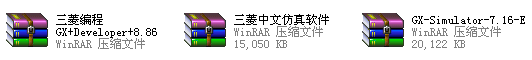 三菱编程
GX+Developer+8.86
WinRAR 压缩文件
三菱中文仿真软件
WinRAR 压缩文件
15,050 KB
GX-Simulator-7.16-E
WinRAR 压缩文件
20,122 KB